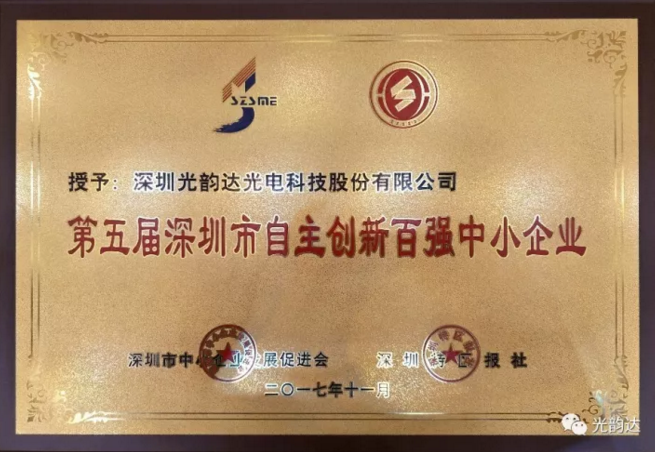 SZSME
授予：深圳光韵达光电科技股份有限公司
第五届深圳市自主创新百强中小企业
深圳市中小企业发展促进会 深圳特区报社
二〇一七年十一月
光韵达